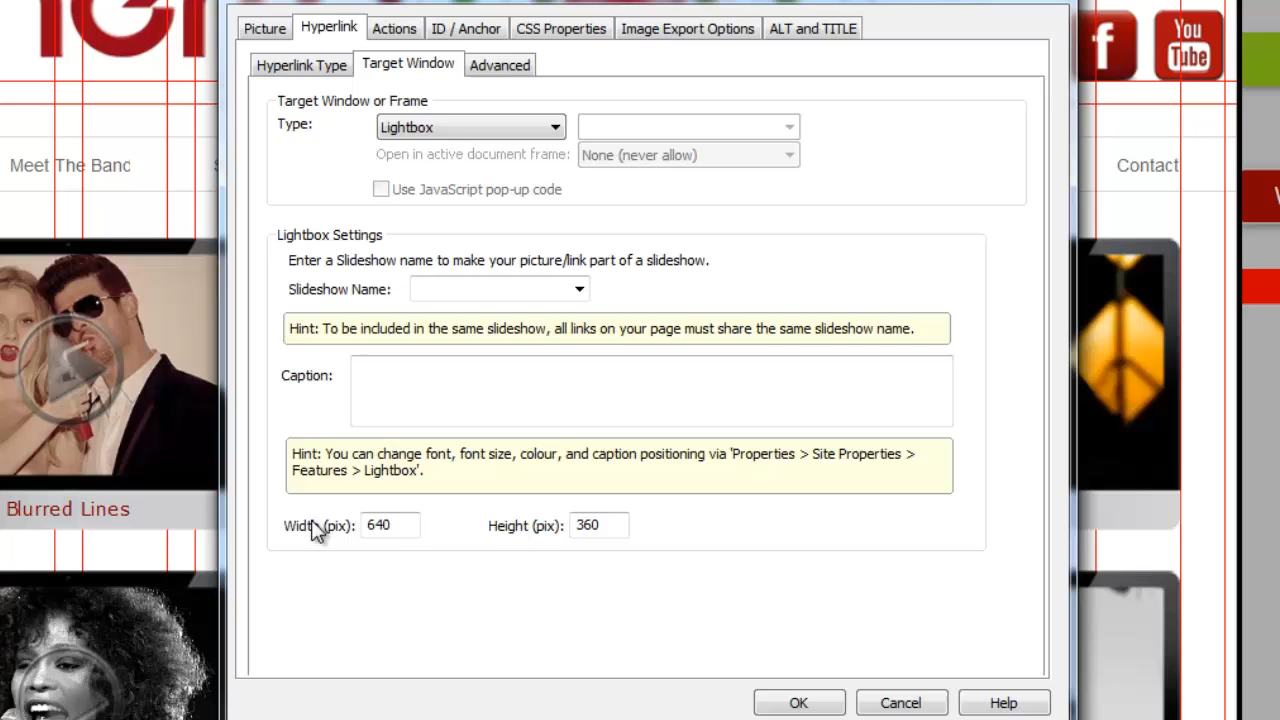 Picture
Hyperlink
Actions
ID / Anchor
CSS Properties
Image Export Options
ALT and TITLE
You
Tube
f
Hyperlink Type
Target Window
Advanced
Target Window or Frame
Type:
Lightbox
Open in active document frame:
None (never allow)
Use JavaScript pop-up code
Meet The Band
Contact
Lightbox Settings
Enter a Slideshow name to make your picture/link part of a slideshow.
Slideshow Name:
Hint: To be included in the same slideshow, all links on your page must share the same slideshow name.
Caption:
Hint: You can change font, font size, colour, and caption positioning via 'Properties > Site Properties >
Features > Lightbox'.
Blurred Lines
Width (pix): 640
Height (pix): 360
OK
Cancel
Help